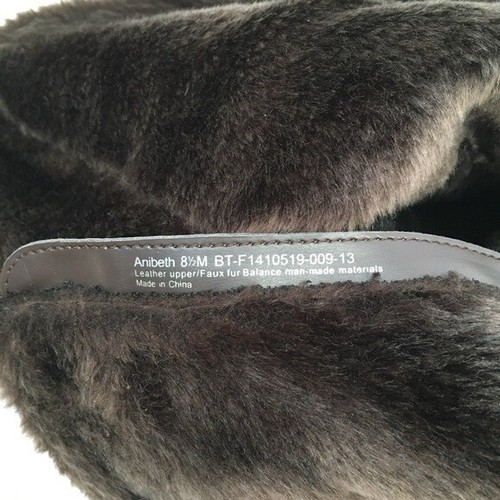 Anibeth 8½M BT-F1410519-009-13
Leather upper/Faux fur Balance man-made materials
Made in China